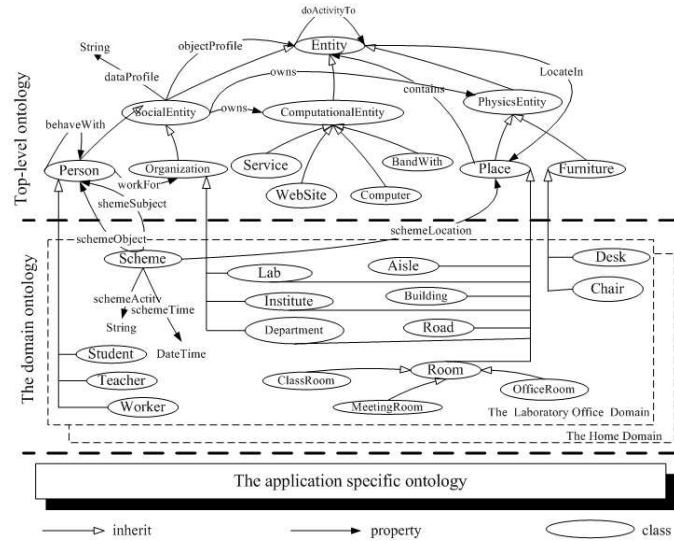 doActivityTo
String
objectProfile
Entity
dataProfile
owns
LocateIn
contains
SocialEntity
owns
ComputationalEntity
PhysicsEntity
behaveWith
Top-level ontology
Person
Organization
Service
BandWith
Place
Furniture
workFor
WebSite
Computer
shemeSubject
schemeObject
schemeLocation
Scheme
Lab
Aisle
Desk
schemeActiv
schemeTime
Institute
Building
Chair
String
Department
Road
DateTime
The domain ontology
Student
Room
ClassRoom
Teacher
OfficeRoom
Worker
MeetingRoom
The Laboratory Office Domain
The Home Domain
The application specific ontology
inherit
property
class